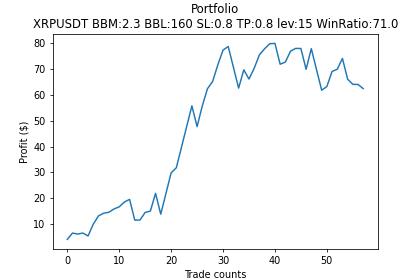 Portfolio
XRPUSDT BBM:2.3 BBL:160 SL:0.8 TP:0.8 lev:15 WinRatio:71.0
Profit ($)
80
70
60
50
40
30
20
10
0 10 20 30 40 50
Trade counts